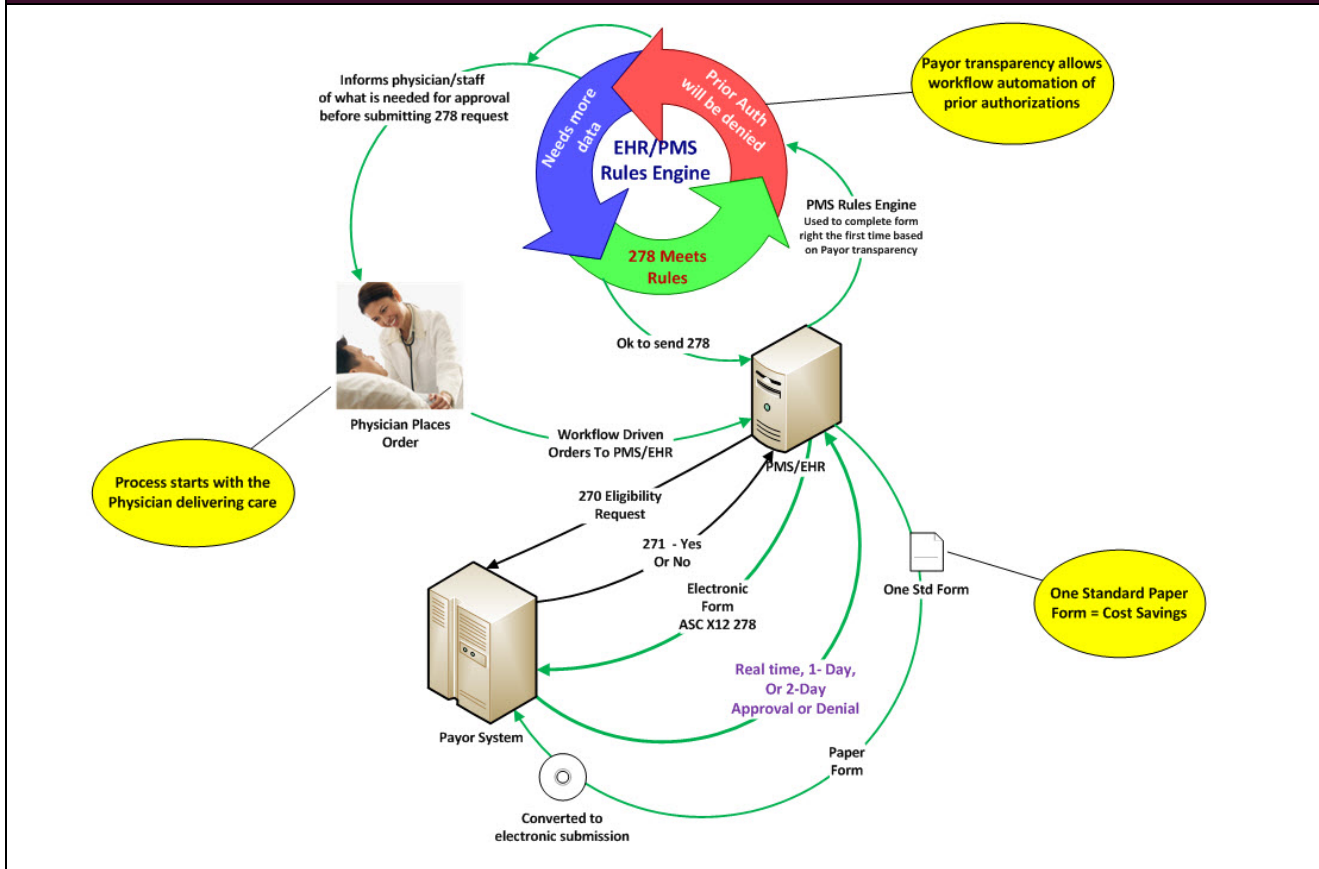 Informs physician/staff
of what is needed for approval
before submitting 278 request
Needs more
data
Prior Auth
will be denied
EHR/PMS
Rules Engine
278 Meets
Rules
Payor transparency allows
workflow automation of
prior authorizations
PMS Rules Engine
Used to complete form
right the first time based
on Payor transparency
Ok to send 278
Physician Places
Order
Workflow Driven
Orders To PMS/EHR
PMS/EHR
Process starts with the
Physician delivering care
270 Eligibility
Request
271 - Yes
Or No
Electronic
Form
ASC X12 278
One Std Form
One Standard Paper
Form = Cost Savings
Real time, 1- Day,
Or 2-Day
Approval or Denial
Payor System
Paper
Form
Converted to
electronic submission